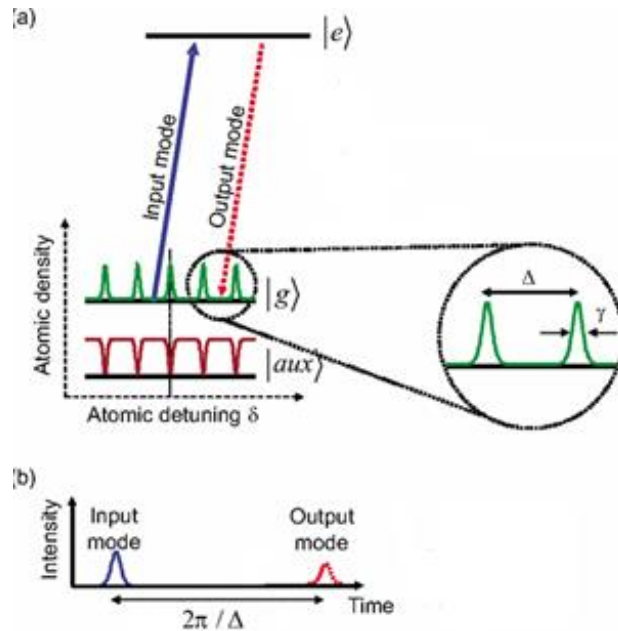 (a)
|e⟩
Input mode
Output mode
Atomic density
|g⟩
|aux⟩
Atomic detuning δ
Δ
γ
(b)
Intensity
Input
mode
Output
mode
Time
2π / Δ